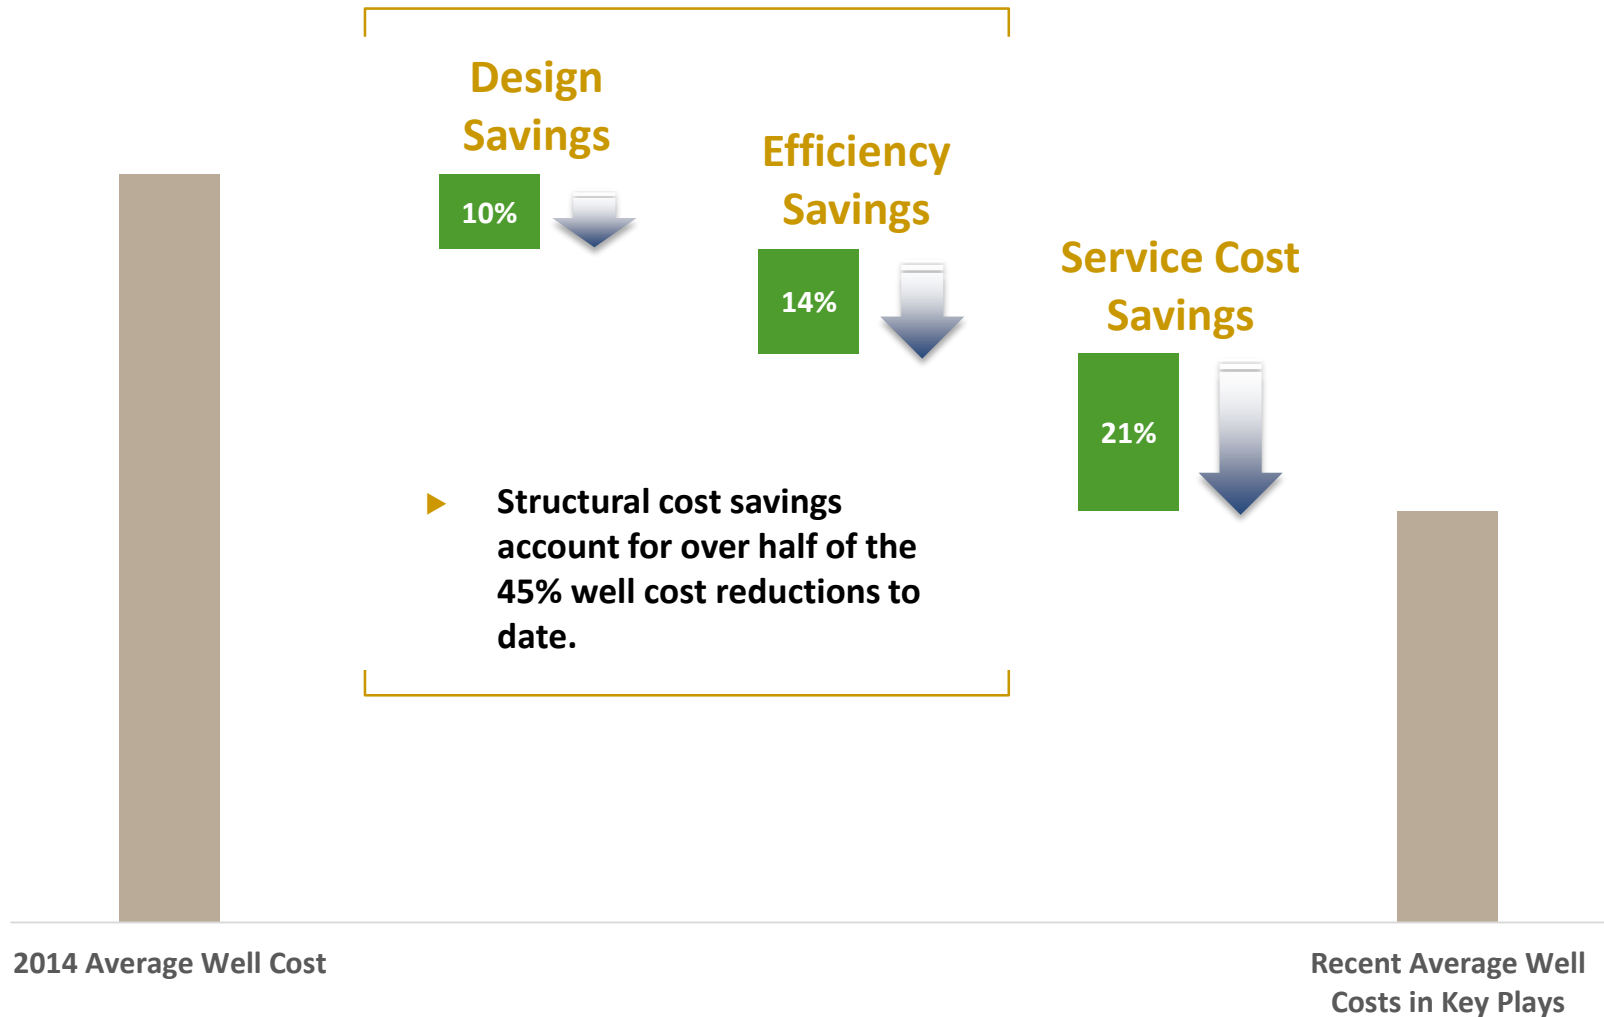 Design
Savings
10%
Efficiency
Savings
14%
Service Cost
Savings
21%
Structural cost savings
account for over half of the
45% well cost reductions to
date.
2014 Average Well Cost
Recent Average Well
Costs in Key Plays